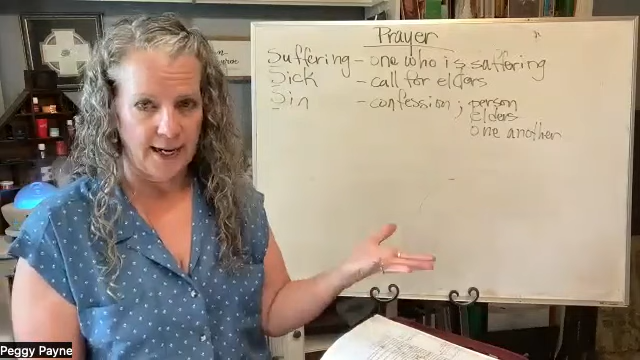 Prayer
Suffering - one who is suffering
Sick - call for elders
Sin - confession; person
elders
one another
Peggy Payne